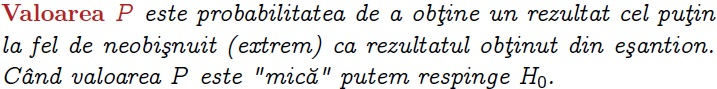 Valoarea P este probabilitatea de a obţine un rezultat cel puţin
la fel de neobişnuit (extrem) ca rezultatul obţinut din eşantion.
Când valoarea P este "mică" putem respinge H₀.